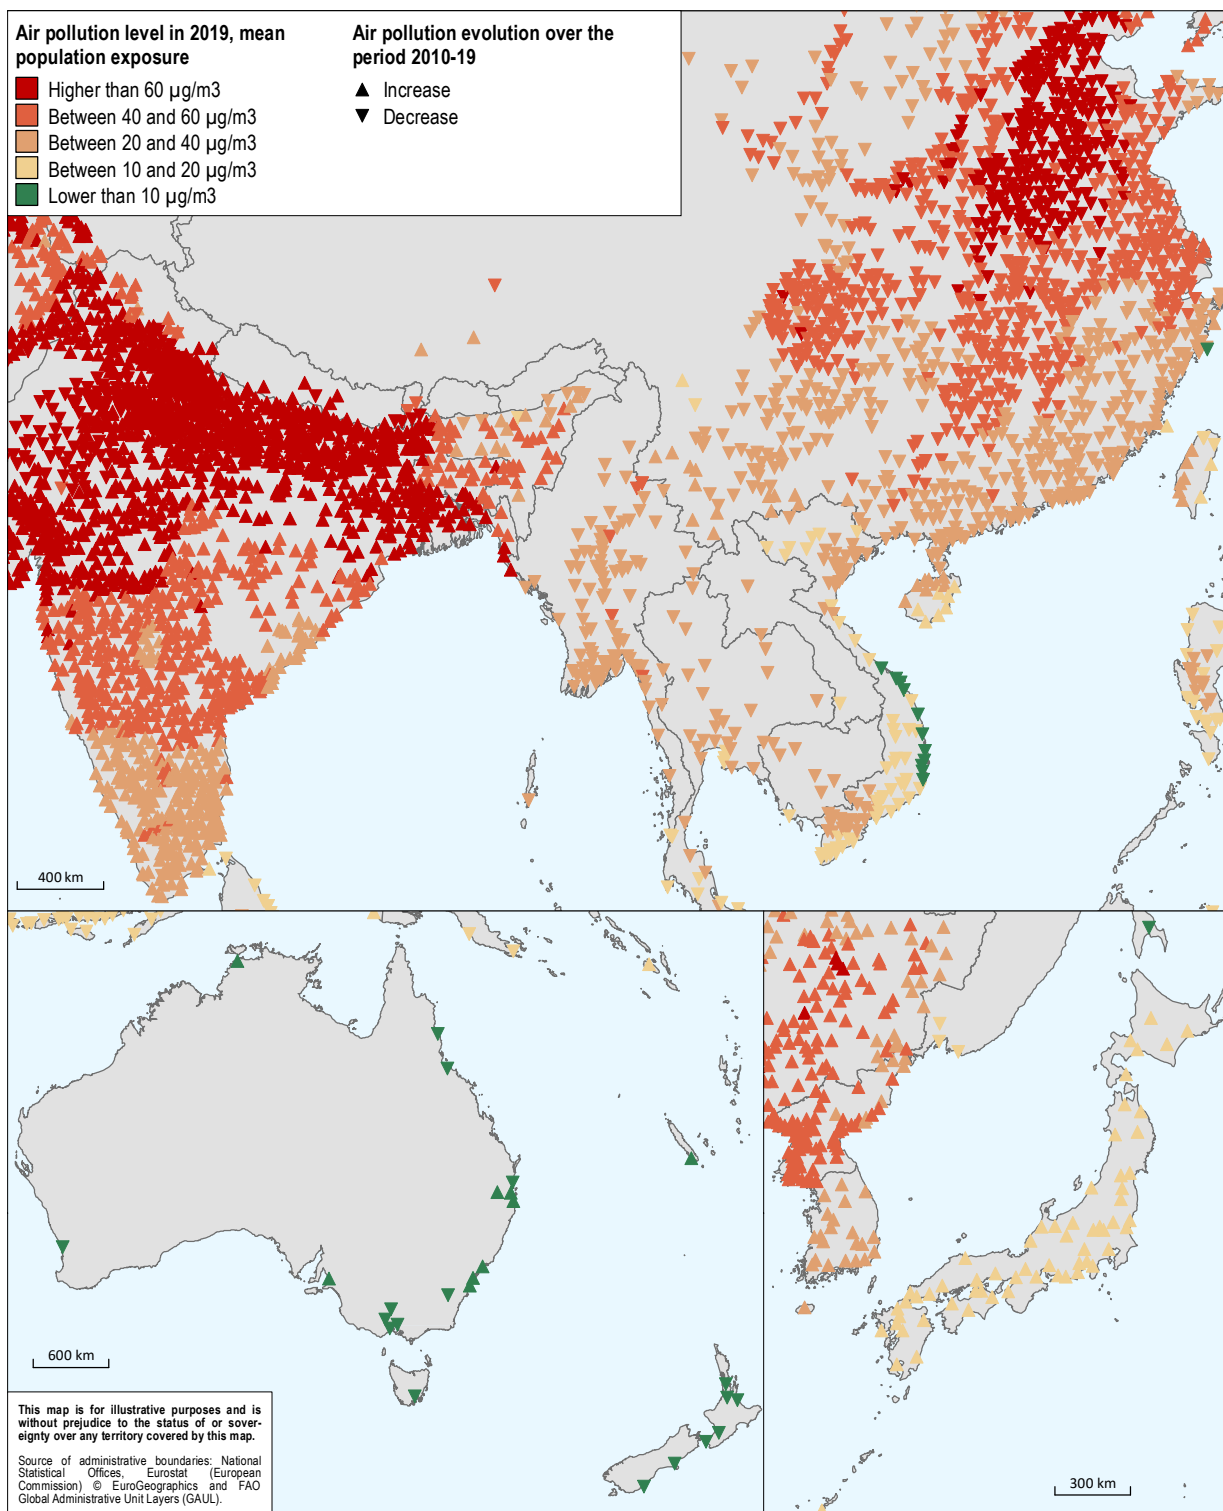 Air pollution level in 2019, mean
population exposure
Higher than 60 µg/m3
Between 40 and 60 µg/m3
Between 20 and 40 µg/m3
Between 10 and 20 µg/m3
Lower than 10 µg/m3
Air pollution evolution over the
period 2010-19
Increase
Decrease
400 km
600 km
This map is for illustrative purposes and is
without prejudice to the status of or sover-
eignty over any territory covered by this map.
Source of administrative boundaries: National
Statistical Offices, Eurostat (European
Commission) © EuroGeographics and FAO
Global Administrative Unit Layers (GAUL).
300 km